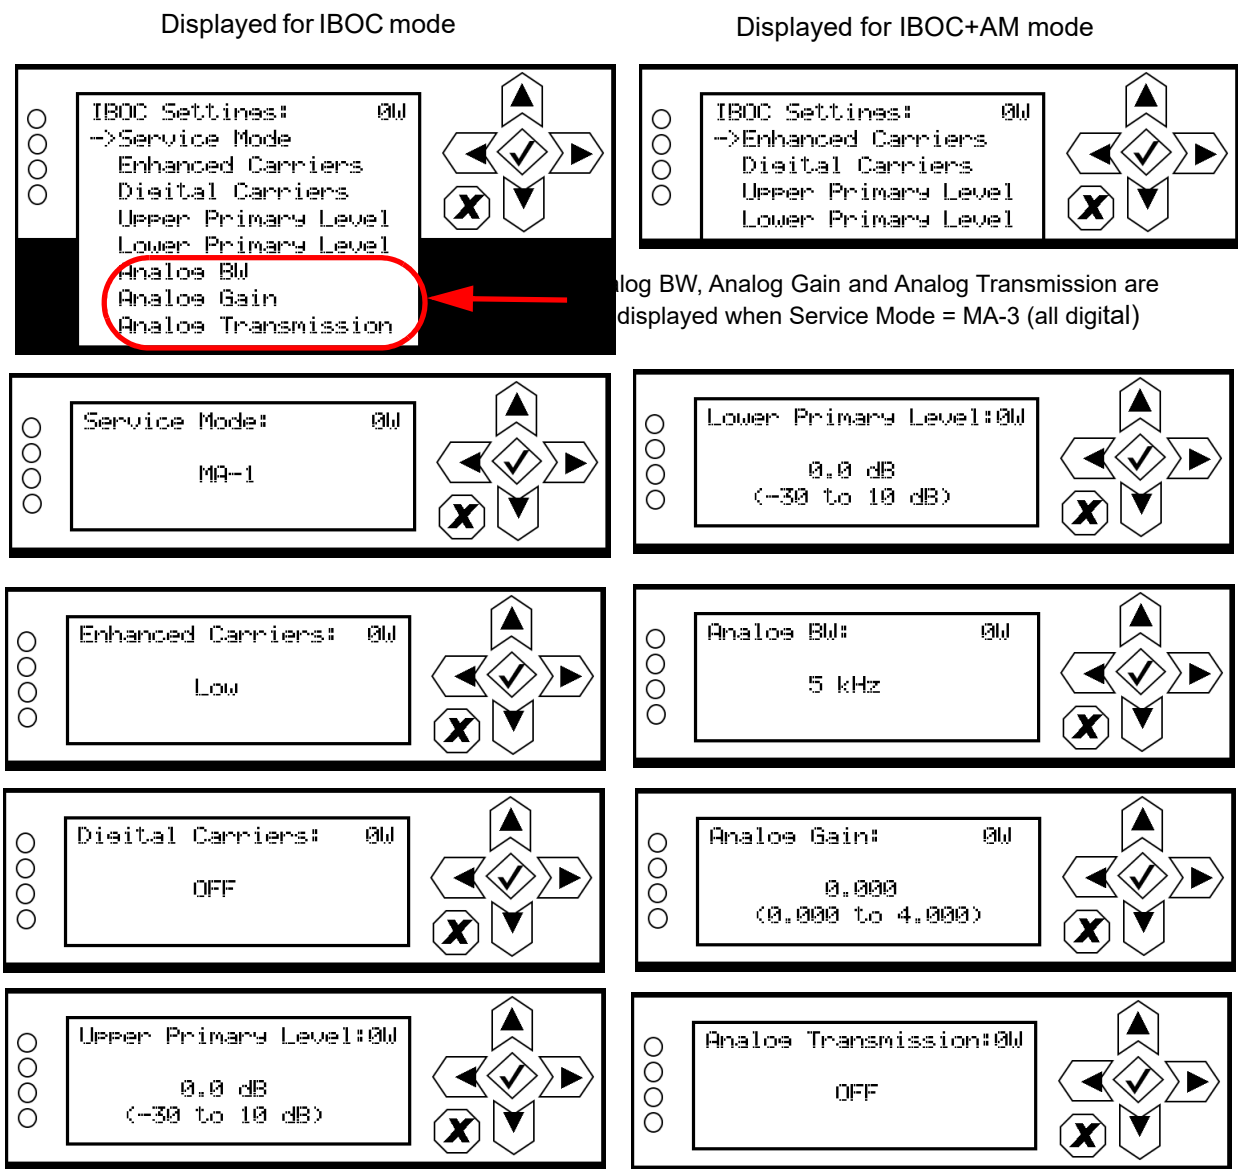 Displayed for IBOC mode
Displayed for IBOC+AM mode
IBOC Settings: 0W
->Service Mode
Enhanced Carriers
Digital Carriers
Upper Primary Level
Lower Primary Level
Analog BW
Analog Gain
Analog Transmission
X
IBOC Settings: 0W
->Enhanced Carriers
Digital Carriers
Upper Primary Level
Lower Primary Level
X
log BW, Analog Gain and Analog Transmission are
displayed when Service Mode = MA-3 (all digital)
Service Mode: 0W
MA-1
X
Lower Primary Level:0W
0.0 dB
(-30 to 10 dB)
X
Enhanced Carriers: 0W
Low
X
Analog BW: 0W
5 kHz
X
Digital Carriers: 0W
OFF
X
Analog Gain: 0W
0.000
(0.000 to 4.000)
X
Upper Primary Level:0W
0.0 dB
(-30 to 10 dB)
X
Analog Transmission:0W
OFF
X